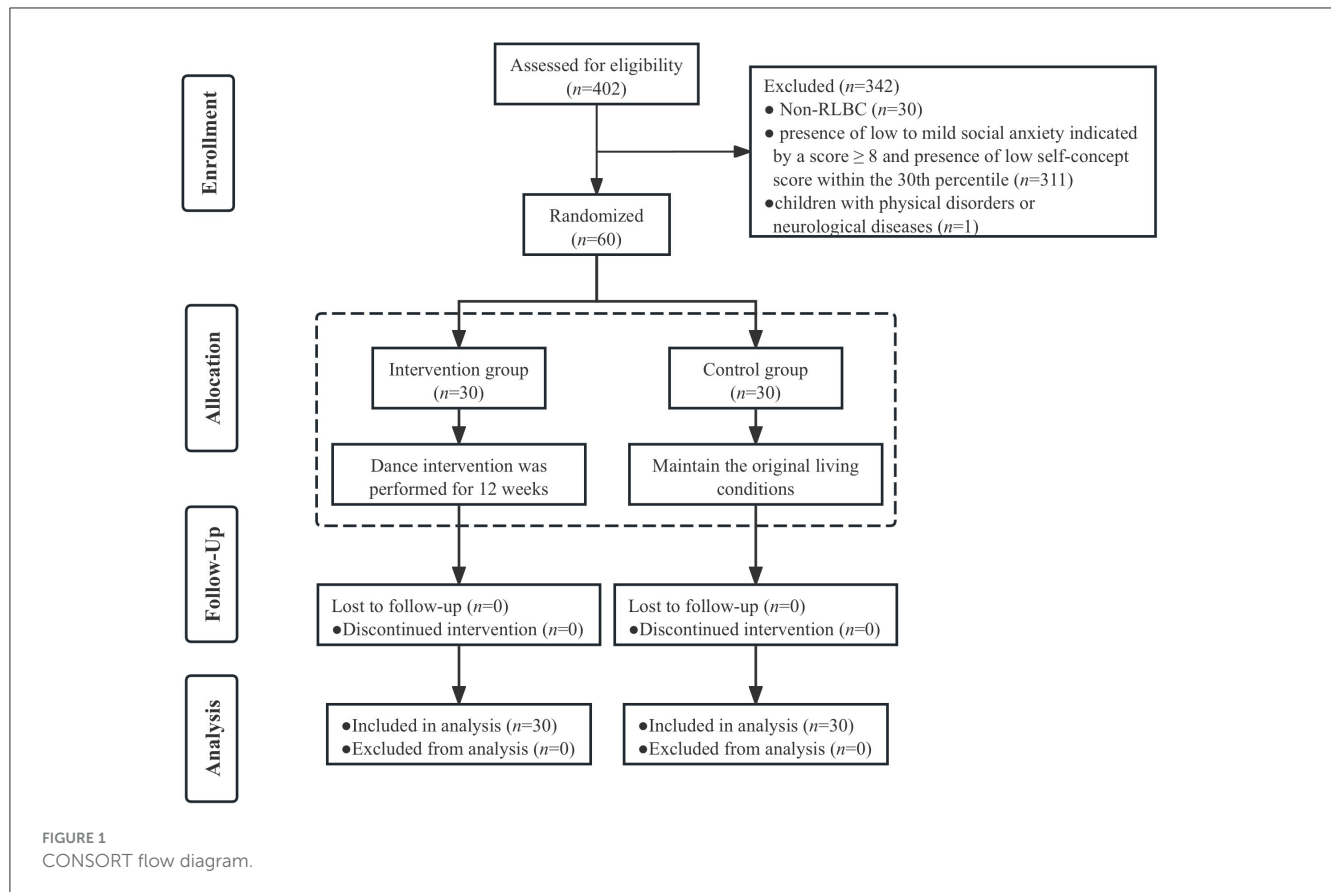 Enrollment
Assessed for eligibility
(n=402)
Excluded (n=342)
● Non-RLBC (n=30)
● presence of low to mild social anxiety indicated
by a score ≥ 8 and presence of low self-concept
score within the 30th percentile (n=311)
●children with physical disorders or
neurological diseases (n=1)
Randomized
(n=60)
Allocation
Intervention group
(n=30)
Control group
(n=30)
Dance intervention was
performed for 12 weeks
Maintain the original living
conditions
Follow-Up
Lost to follow-up (n=0)
●Discontinued intervention (n=0)
Lost to follow-up (n=0)
●Discontinued intervention (n=0)
Analysis
●Included in analysis (n=30)
●Excluded from analysis (n=0)
●Included in analysis (n=30)
●Excluded from analysis (n=0)
FIGURE 1
CONSORT flow diagram.